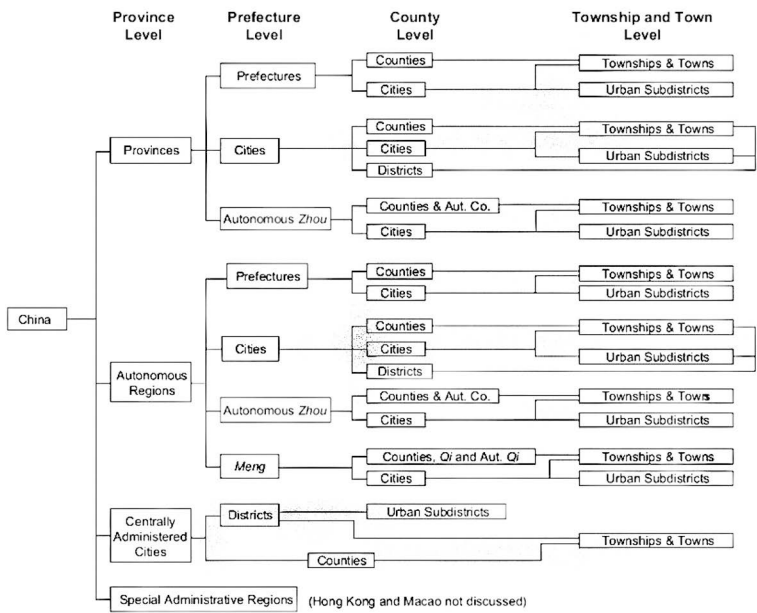 Province Level
Prefecture Level
County Level
Township and Town Level
China
Provinces
Prefectures
Counties
Townships & Towns
Cities
Urban Subdistricts
Cities
Counties
Townships & Towns
Cities
Urban Subdistricts
Districts
Autonomous Zhou
Counties & Aut. Co.
Townships & Towns
Cities
Urban Subdistricts
Autonomous
Regions
Prefectures
Counties
Townships & Towns
Cities
Urban Subdistricts
Cities
Counties
Townships & Towns
Cities
Urban Subdistricts
Districts
Autonomous Zhou
Counties & Aut. Co.
Townships & Towns
Cities
Urban Subdistricts
Meng
Counties, Qi and Aut. Qi
Townships & Towns
Cities
Urban Subdistricts
Centrally
Administered
Cities
Districts
Urban Subdistricts
Townships & Towns
Counties
Special Administrative Regions
(Hong Kong and Macao not discussed)